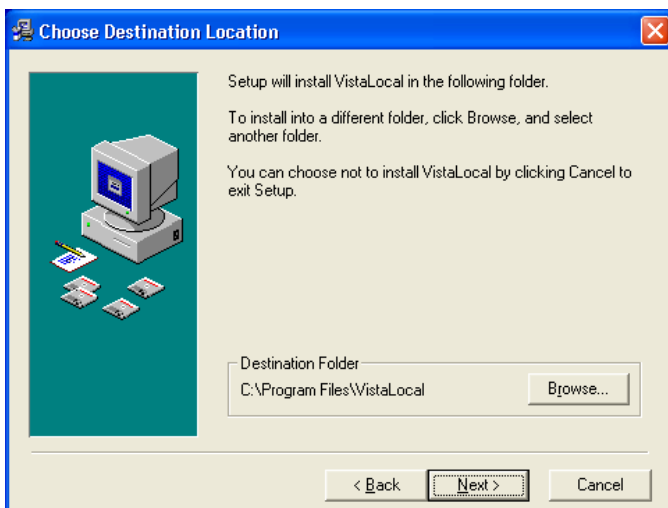 Choose Destination Location
Setup will install VistaLocal in the following folder.
To install into a different folder, click Browse, and select
another folder.
You can choose not to install VistaLocal by clicking Cancel to
exit Setup.
Destination Folder
C:\Program Files\VistaLocal
Browse...
< Back
Next >
Cancel